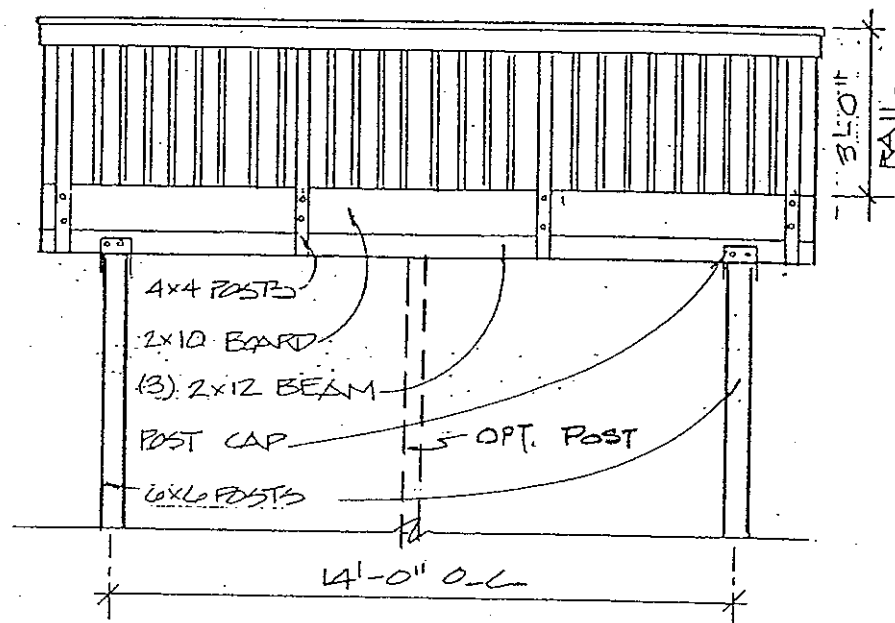 3'-0"
RAIL
4x4 POSTS
2x10 BOARD
(3) 2x12 BEAM
POST CAP
OPT. POST
6x6 POSTS
14'-0" O.C.